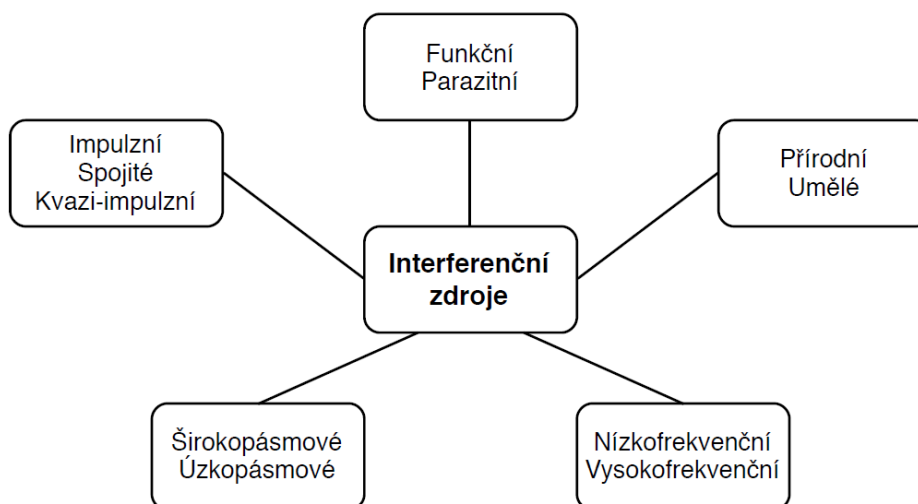 Funkční
Parazitní
Impulzní
Spojité
Kvazi-impulzní
Přírodní
Umělé
Interferenční
zdroje
Širokopásmové
Úzkopásmové
Nízkofrekvenční
Vysokofrekvenční